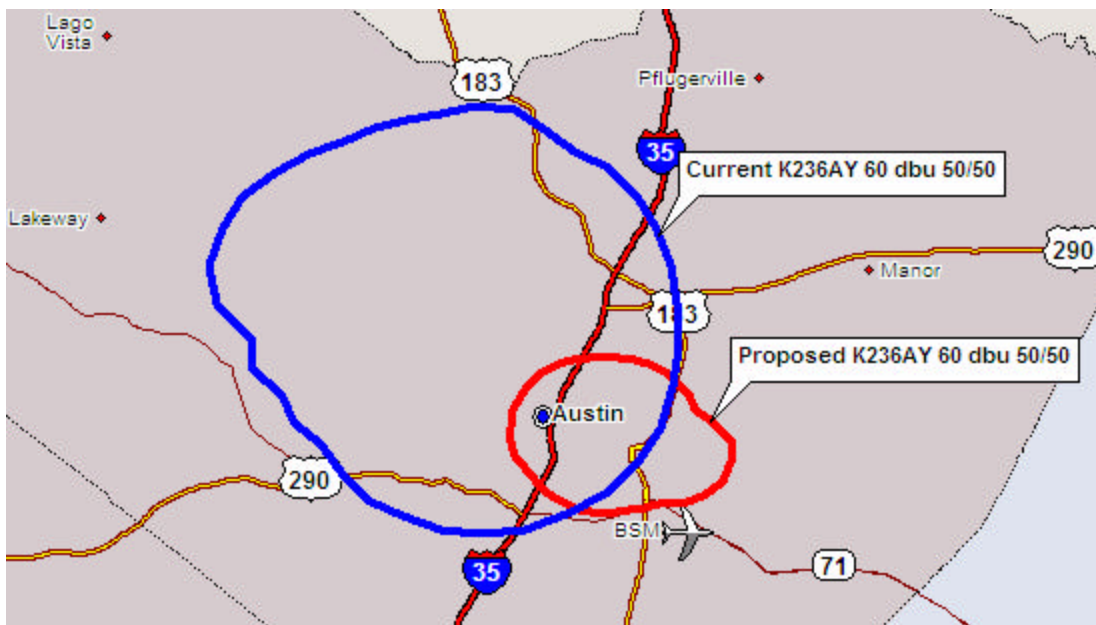 Lago
Vista
183
Pflugerville
35
Current K236AY 60 dbu 50/50
Lakeway
290
Manor
183
Proposed K236AY 60 dbu 50/50
Austin
290
BSM
35
71